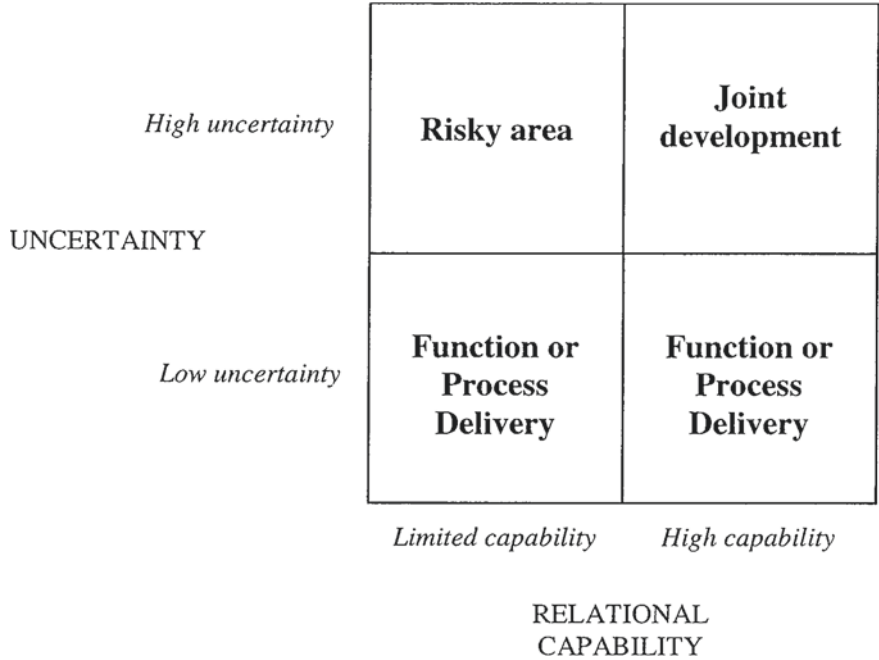 High uncertainty
Risky area
Joint
development
UNCERTAINTY
Low uncertainty
Function or
Process
Delivery
Function or
Process
Delivery
Limited capability
High capability
RELATIONAL
CAPABILITY